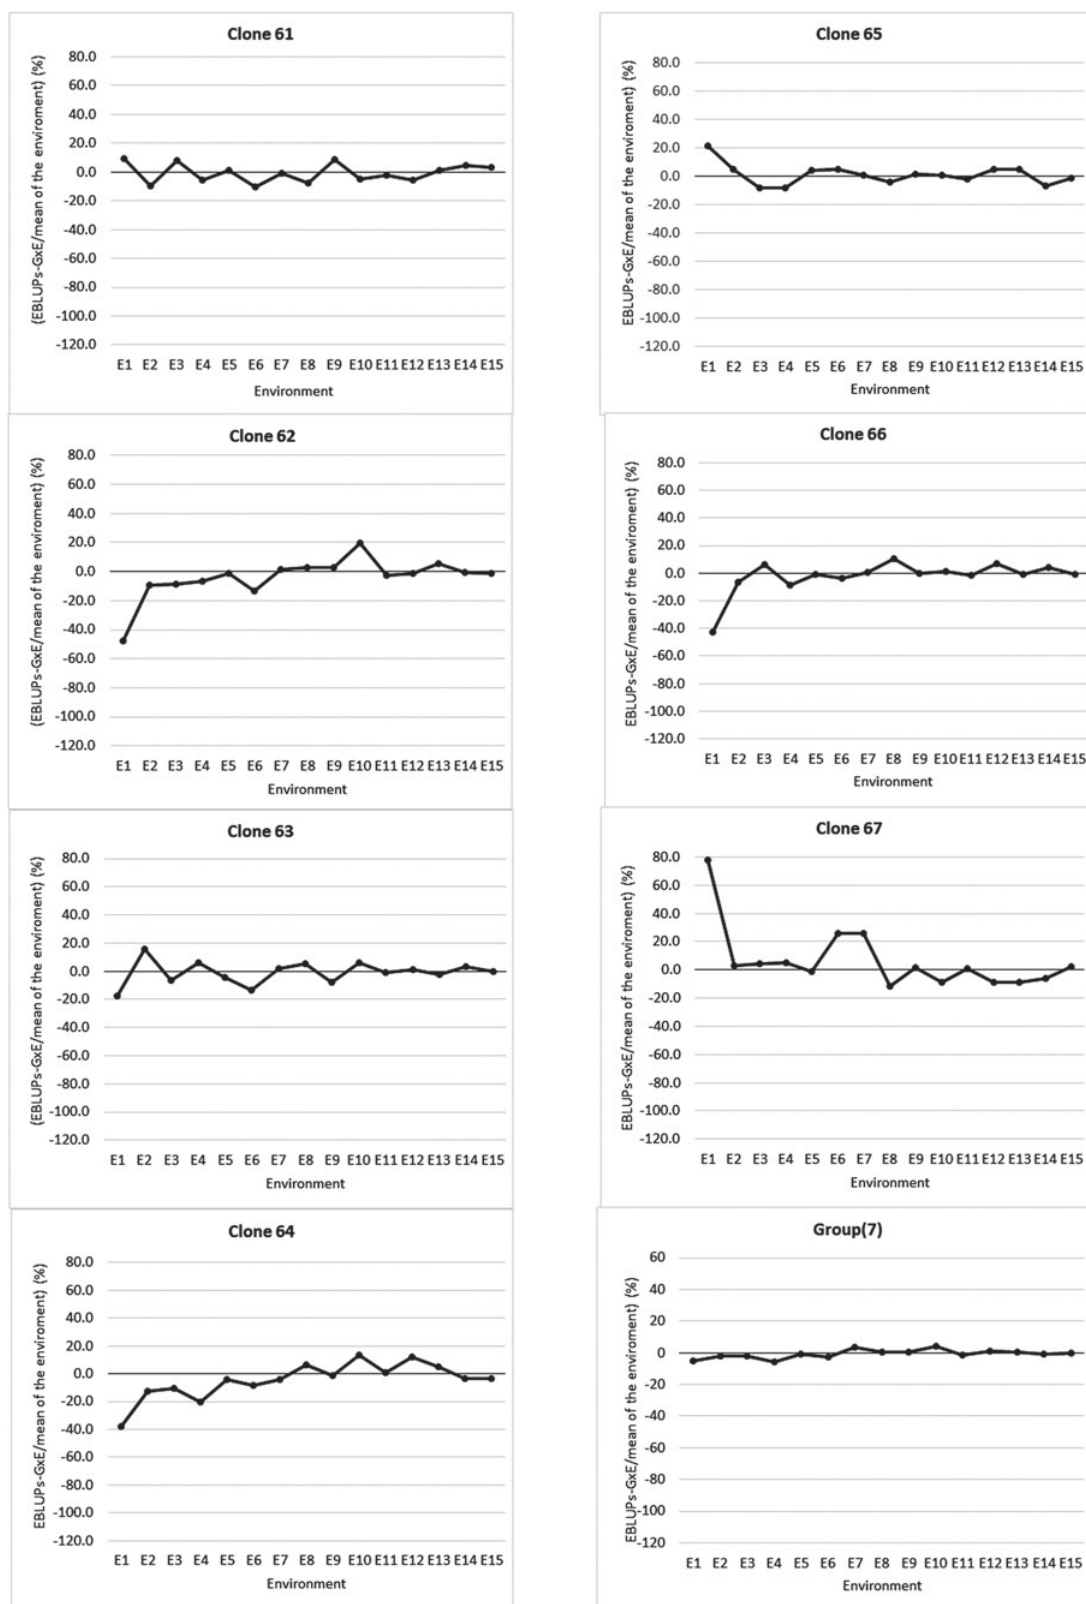 Clone 61
(EBLUPs-GxE/mean of the enviroment) (%)
80.0
60.0
40.0
20.0
0.0
-20.0
-40.0
-60.0
-80.0
-100.0
-120.0
E1 E2 E3 E4 E5 E6 E7 E8 E9 E10 E11 E12 E13 E14 E15
Environment
Clone 65
EBLUPs-GxE/mean of the enviroment) (%)
80.0
60.0
40.0
20.0
0.0
-20.0
-40.0
-60.0
-80.0
-100.0
-120.0
E1 E2 E3 E4 E5 E6 E7 E8 E9 E10 E11 E12 E13 E14 E15
Environment
Clone 62
(EBLUPs-GxE/mean of the enviroment) (%)
80.0
60.0
40.0
20.0
0.0
-20.0
-40.0
-60.0
-80.0
-100.0
-120.0
E1 E2 E3 E4 E5 E6 E7 E8 E9 E10 E11 E12 E13 E14 E15
Environment
Clone 66
EBLUPs-GxE/mean of the enviroment) (%)
80.0
60.0
40.0
20.0
0.0
-20.0
-40.0
-60.0
-80.0
-100.0
-120.0
E1 E2 E3 E4 E5 E6 E7 E8 E9 E10 E11 E12 E13 E14 E15
Environment
Clone 63
(EBLUPs-GxE/mean of the enviroment) (%)
80.0
60.0
40.0
20.0
0.0
-20.0
-40.0
-60.0
-80.0
-100.0
-120.0
E1 E2 E3 E4 E5 E6 E7 E8 E9 E10 E11 E12 E13 E14 E15
Environment
Clone 67
EBLUPs-GxE/mean of the enviroment) (%)
80.0
60.0
40.0
20.0
0.0
-20.0
-40.0
-60.0
-80.0
-100.0
-120.0
E1 E2 E3 E4 E5 E6 E7 E8 E9 E10 E11 E12 E13 E14 E15
Environment
Clone 64
EBLUPs-GxE/mean of the enviroment) (%)
80.0
60.0
40.0
20.0
0.0
-20.0
-40.0
-60.0
-80.0
-100.0
-120.0
E1 E2 E3 E4 E5 E6 E7 E8 E9 E10 E11 E12 E13 E14 E15
Environment
Group(7)
EBLUPs-GxE/mean of the enviroment) (%)
60
40
20
0
-20
-40
-60
-80
-100
-120
E1 E2 E3 E4 E5 E6 E7 E8 E9 E10 E11 E12 E13 E14 E15
Environment